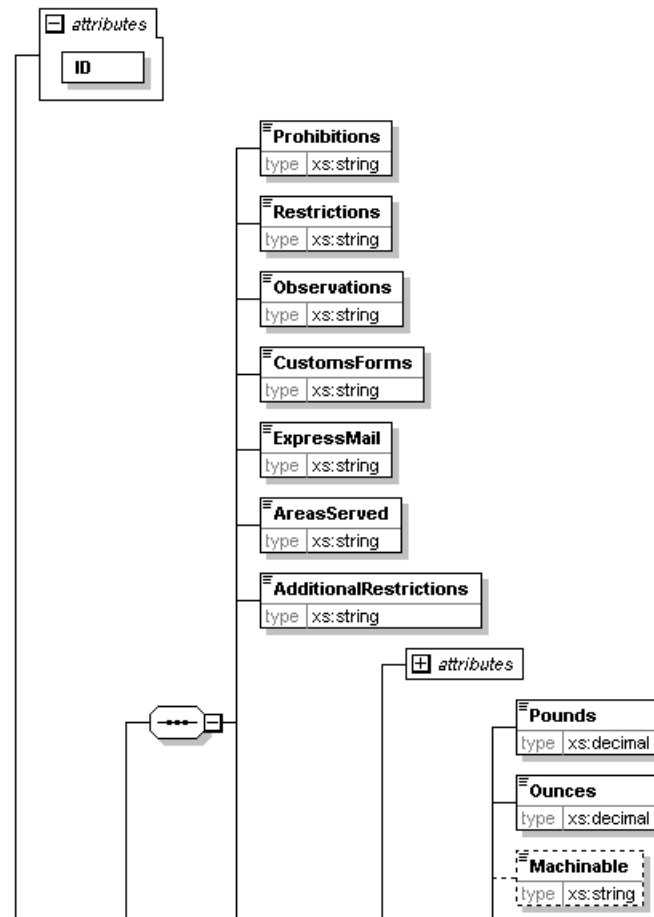 attributes
ID
Prohibitions
type xs:string
Restrictions
type xs:string
Observations
type xs:string
CustomsForms
type xs:string
ExpressMail
type xs:string
AreasServed
type xs:string
AdditionalRestrictions
type xs:string
attributes
Pounds
type xs:decimal
Ounces
type xs:decimal
Machinable
type xs:string